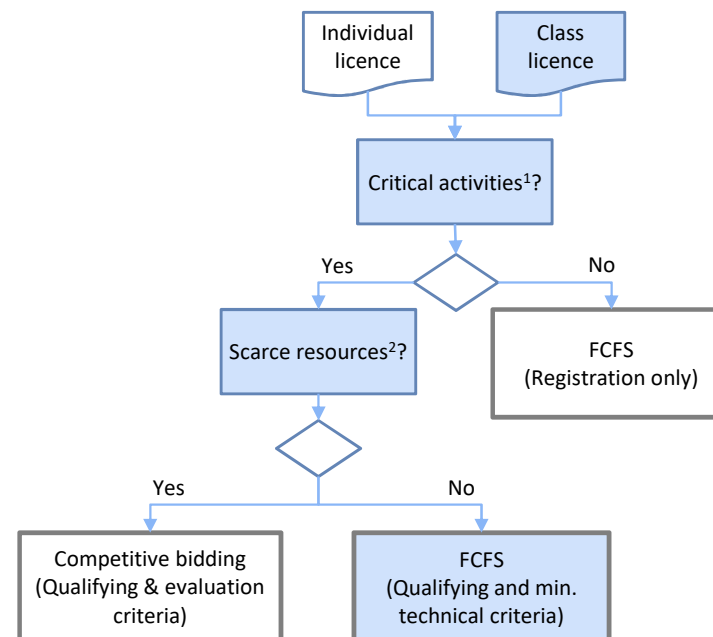 Individual
licence
Class
licence
Critical activities¹?
Yes
No
Scarce resources²?
FCFS
(Registration only)
Yes
No
Competitive bidding
(Qualifying & evaluation
criteria)
FCFS
(Qualifying and min.
technical criteria)